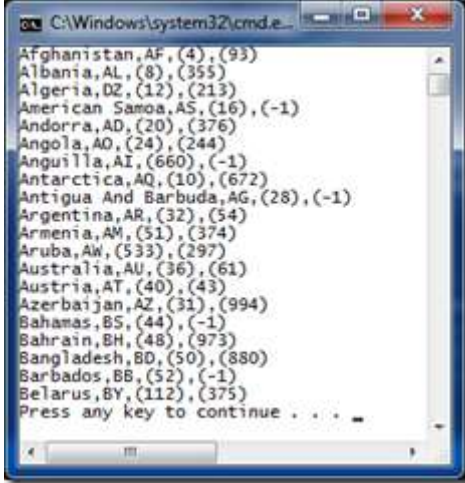 C:\Windows\system32\cmd.e...
Afghanistan,AF,(4),(93)
Albania,AL,(8),(355)
Algeria,DZ,(12),(213)
American Samoa,AS,(16),(-1)
Andorra,AD,(20),(376)
Angola,AO,(24),(244)
Anguilla,AI,(660),(-1)
Antarctica,AQ,(10),(672)
Antigua And Barbuda,AG,(28),(-1)
Argentina,AR,(32),(54)
Armenia,AM,(51),(374)
Aruba,AW,(533),(297)
Australia,AU,(36),(61)
Austria,AT,(40),(43)
Azerbaijan,AZ,(31),(994)
Bahamas,BS,(44),(-1)
Bahrain,BH,(48),(973)
Bangladesh,BD,(50),(880)
Barbados,BB,(52),(-1)
Belarus,BY,(112),(375)
Press any key to continue . . . _